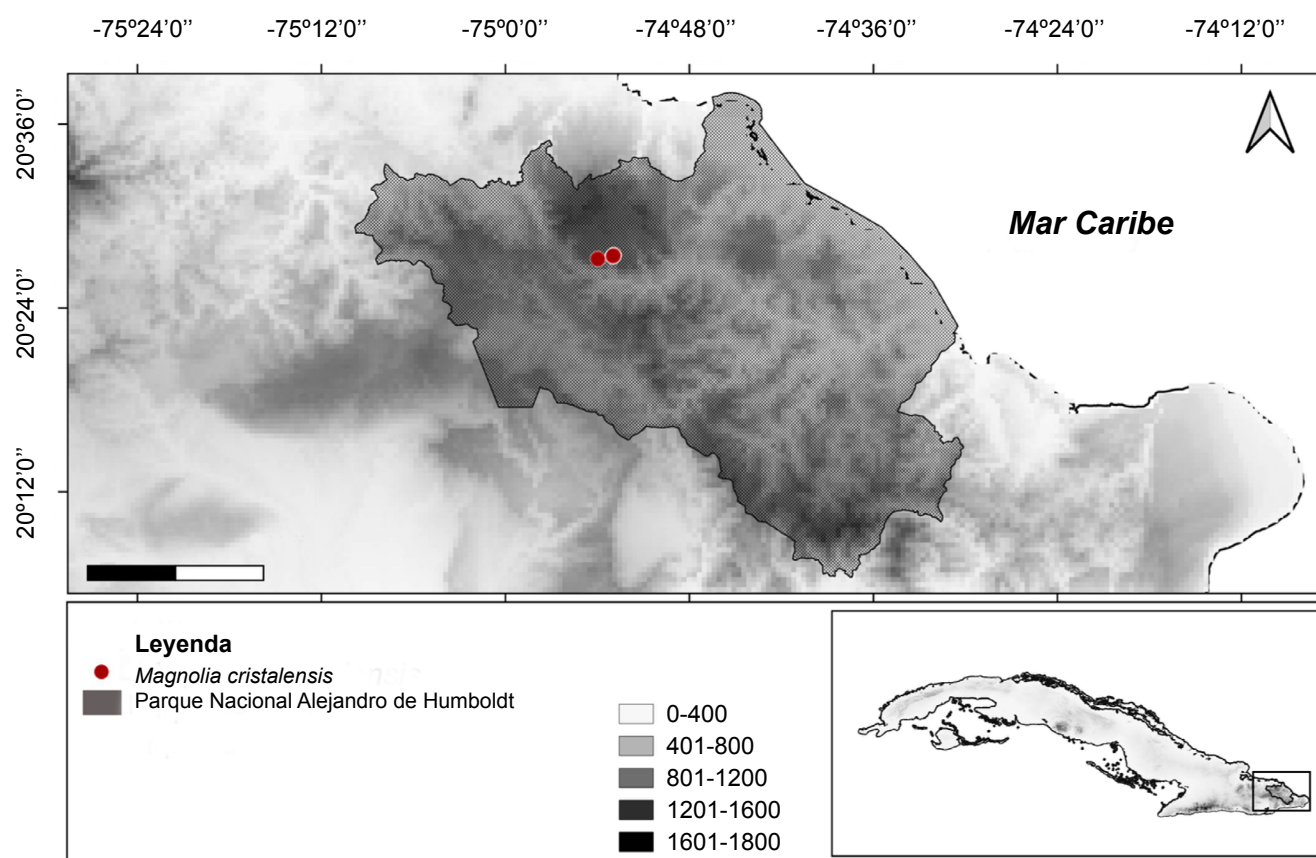 -75º24’0’’ -75º12’0’’ -75º0’0’’ -74º48’0’’ -74º36’0’’ -74º24’0’’ -74º12’0’’
20º36’0’’
20º24’0’’
20º12’0’’
Mar Caribe
Leyenda
Magnolia cristalensis
Parque Nacional Alejandro de Humboldt
0-400
401-800
801-1200
1201-1600
1601-1800